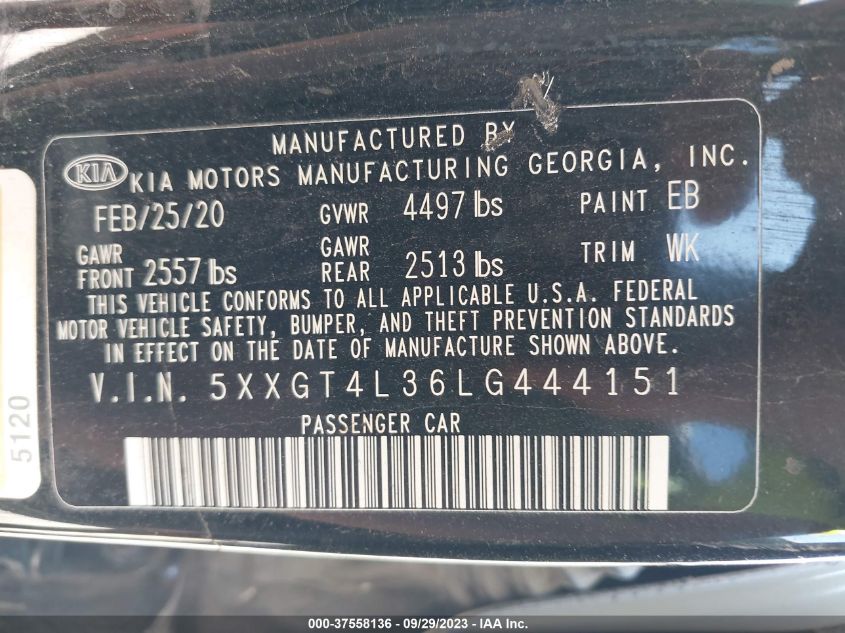 MANUFACTURED BY
KIA KIA MOTORS MANUFACTURING GEORGIA, INC.
FEB/25/20 GVWR 4497 lbs PAINT EB
GAWR FRONT 2557 lbs GAWR REAR 2513 lbs TRIM WK
THIS VEHICLE CONFORMS TO ALL APPLICABLE U.S.A. FEDERAL
MOTOR VEHICLE SAFETY, BUMPER, AND THEFT PREVENTION STANDARDS
IN EFFECT ON THE DATE OF MANUFACTURE SHOWN ABOVE.
V.I.N. 5XXGT4L36LG444151
PASSENGER CAR
5120
000-37558136 - 09/29/2023 - IAA, Inc.